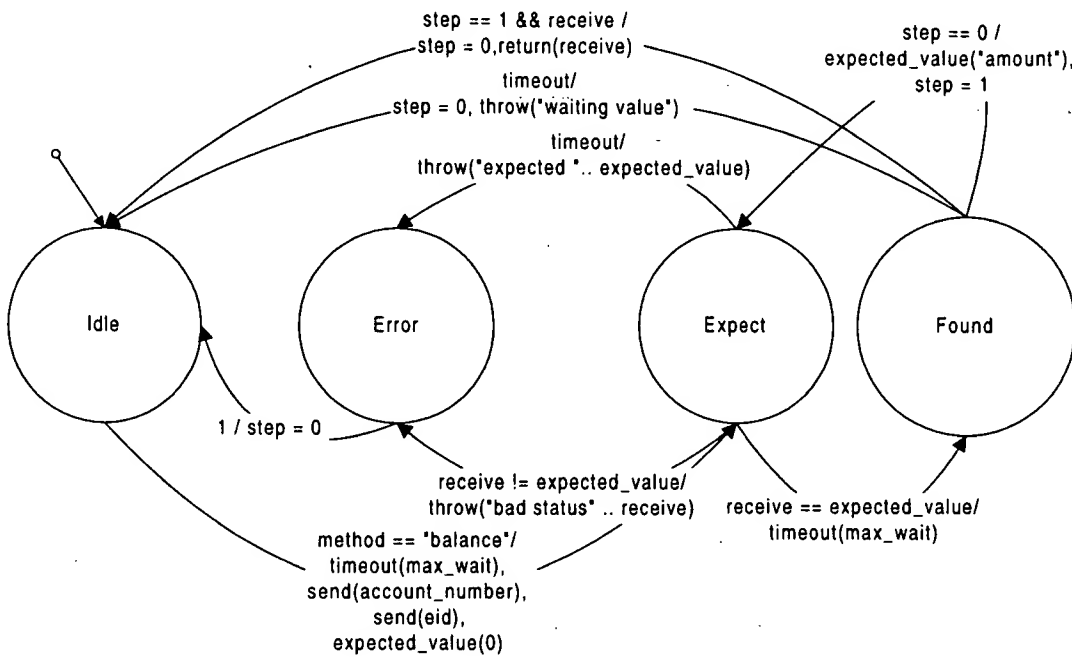 step == 1 && receive /
step = 0,return(receive)
step == 0 /
expected_value("amount"),
step = 1
timeout/
step = 0, throw("waiting value")
timeout/
throw("expected ".. expected_value)
Idle
Error
Expect
Found
1 / step = 0
receive != expected_value/
throw("bad status" .. receive)
receive == expected_value/
timeout(max_wait)
method == "balance"/
timeout(max_wait),
send(account_number),
send(eid),
expected_value(0)